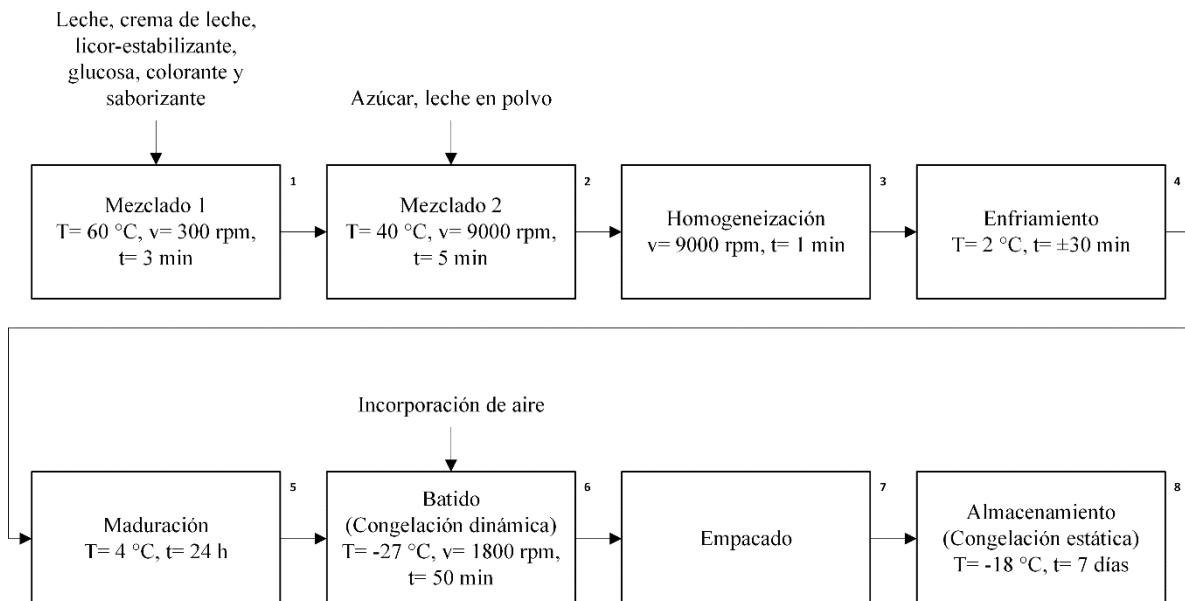 Leche, crema de leche,
licor-estabilizante,
glucosa, colorante y
saborizante
Azúcar, leche en polvo
1
Mezclado 1
T= 60 °C, v= 300 rpm,
t= 3 min
2
Mezclado 2
T= 40 °C, v= 9000 rpm,
t= 5 min
3
Homogeneización
v= 9000 rpm, t= 1 min
4
Enfriamiento
T= 2 °C, t= ±30 min
Incorporación de aire
5
Maduración
T= 4 °C, t= 24 h
6
Batido
(Congelación dinámica)
T= -27 °C, v= 1800 rpm,
t= 50 min
7
Empacado
8
Almacenamiento
(Congelación estática)
T= -18 °C, t= 7 días